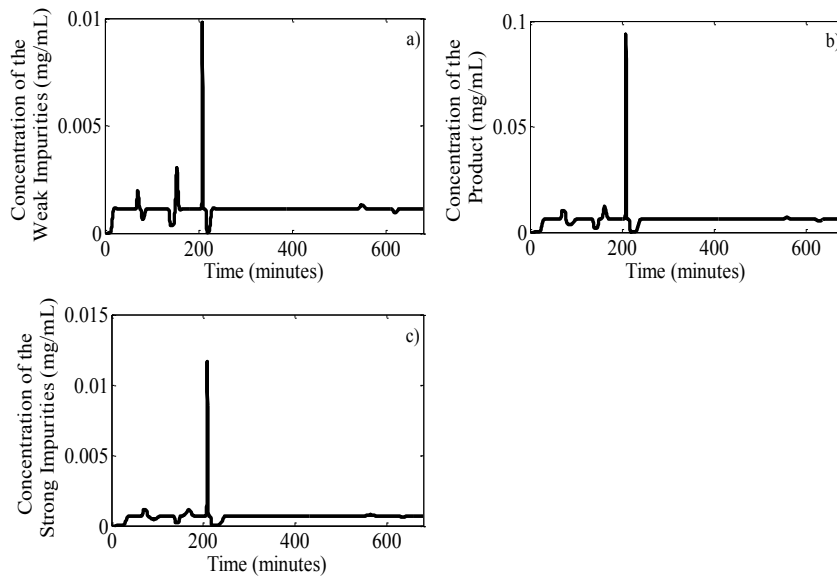 a)
Concentration of the
Weak Impurities (mg/mL)
0.01
0.005
0
0 200 400 600
Time (minutes)
b)
Concentration of the
Product (mg/mL)
0.1
0.05
0
0 200 400 600
Time (minutes)
c)
Concentration of the
Strong Impurities (mg/mL)
0.015
0.01
0.005
0
0 200 400 600
Time (minutes)